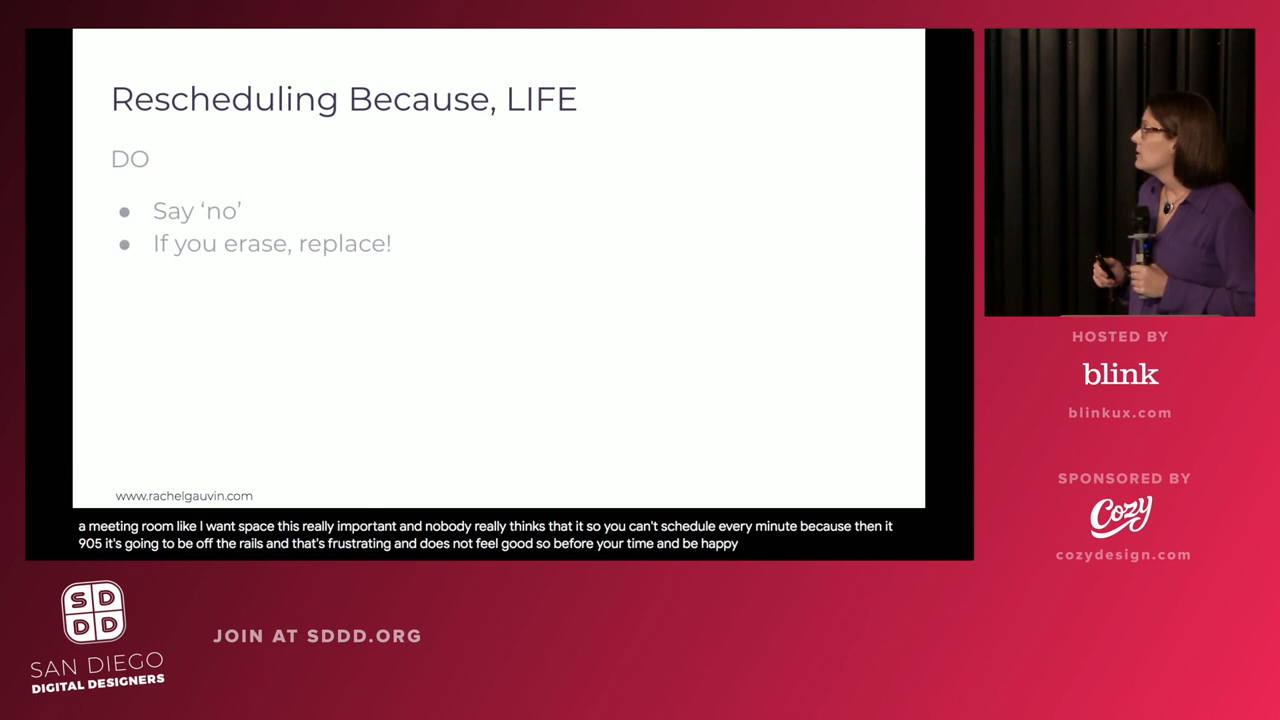 Rescheduling Because, LIFE
DO
● Say ‘no’
● If you erase, replace!
www.rachelgauvin.com
a meeting room like I want space this really important and nobody really thinks that it so you can't schedule every minute because then it
905 it's going to be off the rails and that's frustrating and does not feel good so before your time and be happy
HOSTED BY
blink
blinkux.com
SPONSORED BY
Cozy
cozydesign.com
SD
DD
SAN DIEGO
DIGITAL DESIGNERS
JOIN AT SDDD.ORG